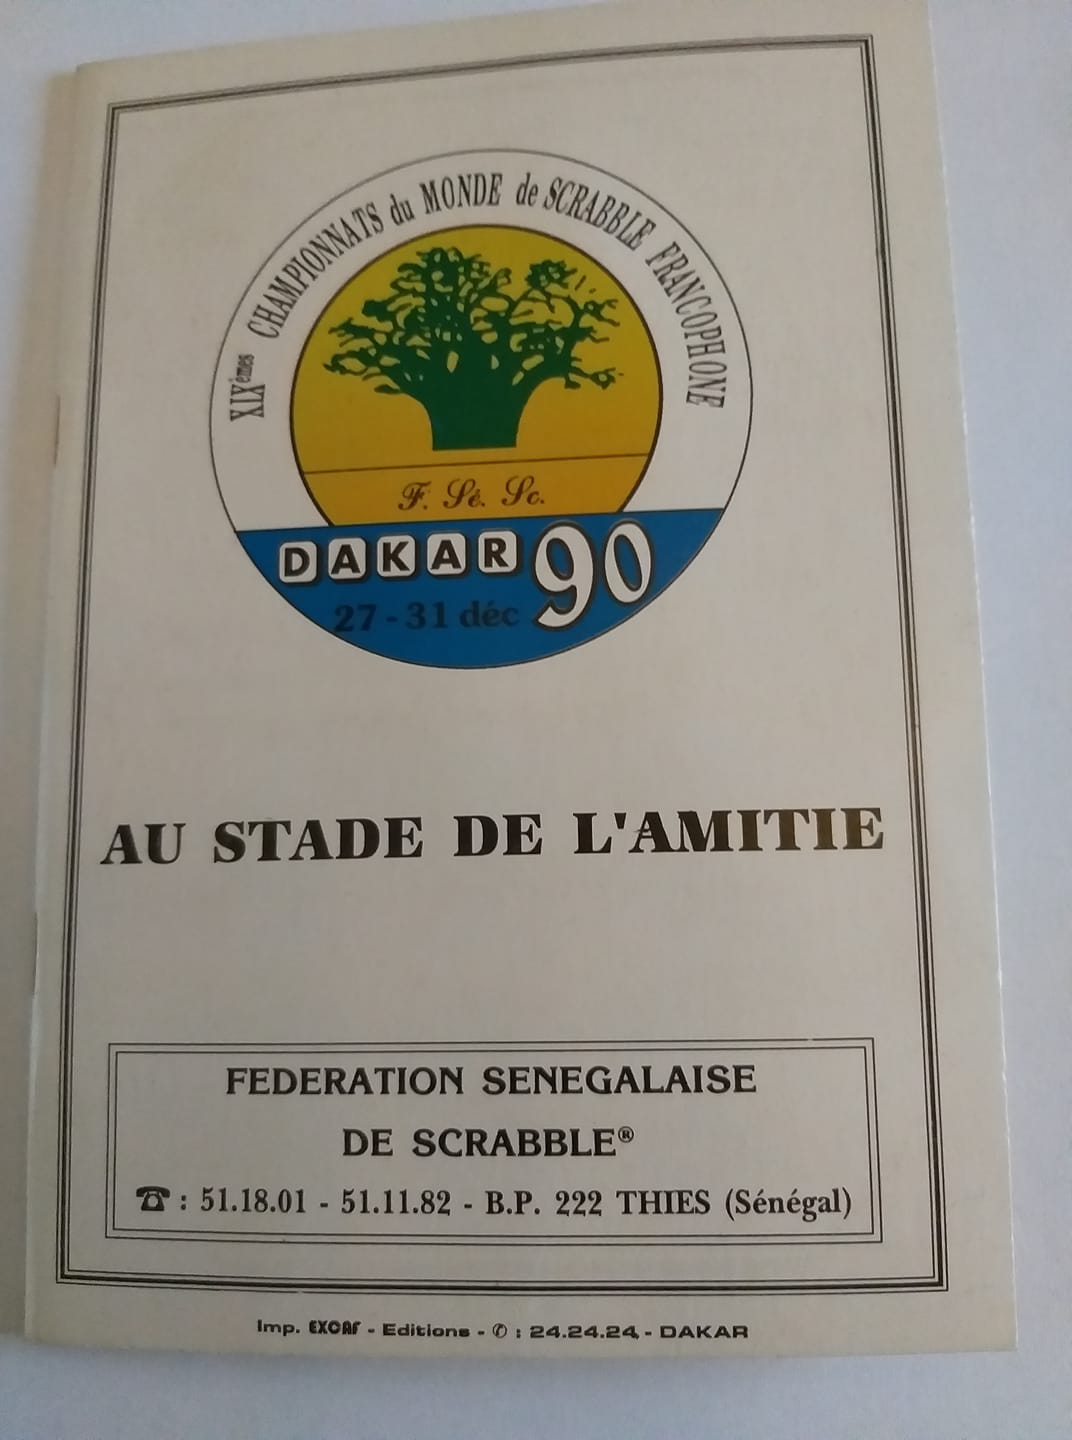 XIXèmes CHAMPIONNATS du MONDE de SCRABBLE FRANCOPHONE
F. Sé. Sc.
DAKAR 90
27 - 31 déc
AU STADE DE L'AMITIE
FEDERATION SENEGALAISE
DE SCRABBLE®
☎ : 51.18.01 - 51.11.82 - B.P. 222 THIES (Sénégal)
Imp. EXCAF - Editions - ✆ : 24.24.24. - DAKAR